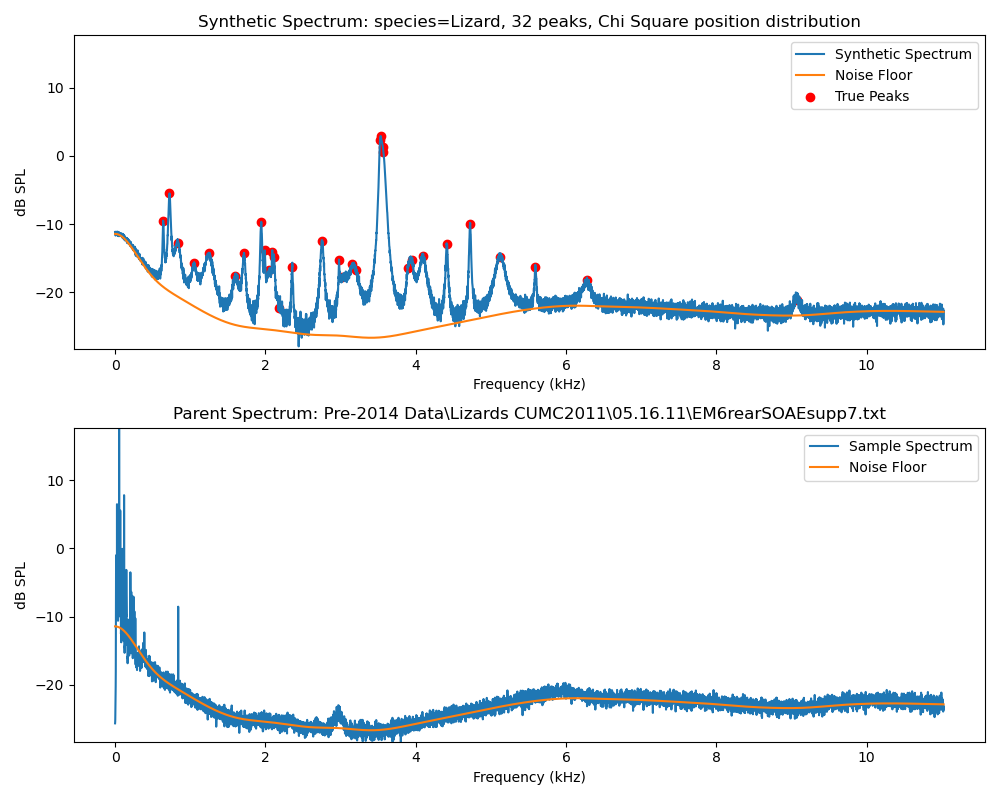 Synthetic Spectrum: species=Lizard, 32 peaks, Chi Square position distribution
Synthetic Spectrum
Noise Floor
True Peaks
10
0
−10
−20
dB SPL
0 2 4 6 8 10
Frequency (kHz)
Parent Spectrum: Pre-2014 Data\Lizards CUMC2011\05.16.11\EM6rearSOAEsupp7.txt
Sample Spectrum
Noise Floor
10
0
−10
−20
dB SPL
0 2 4 6 8 10
Frequency (kHz)